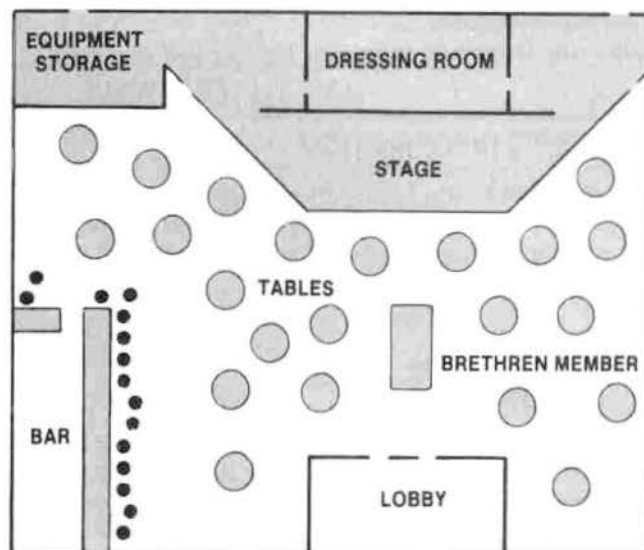 EQUIPMENT
STORAGE
DRESSING ROOM
STAGE
TABLES
BRETHREN MEMBER
BAR
LOBBY